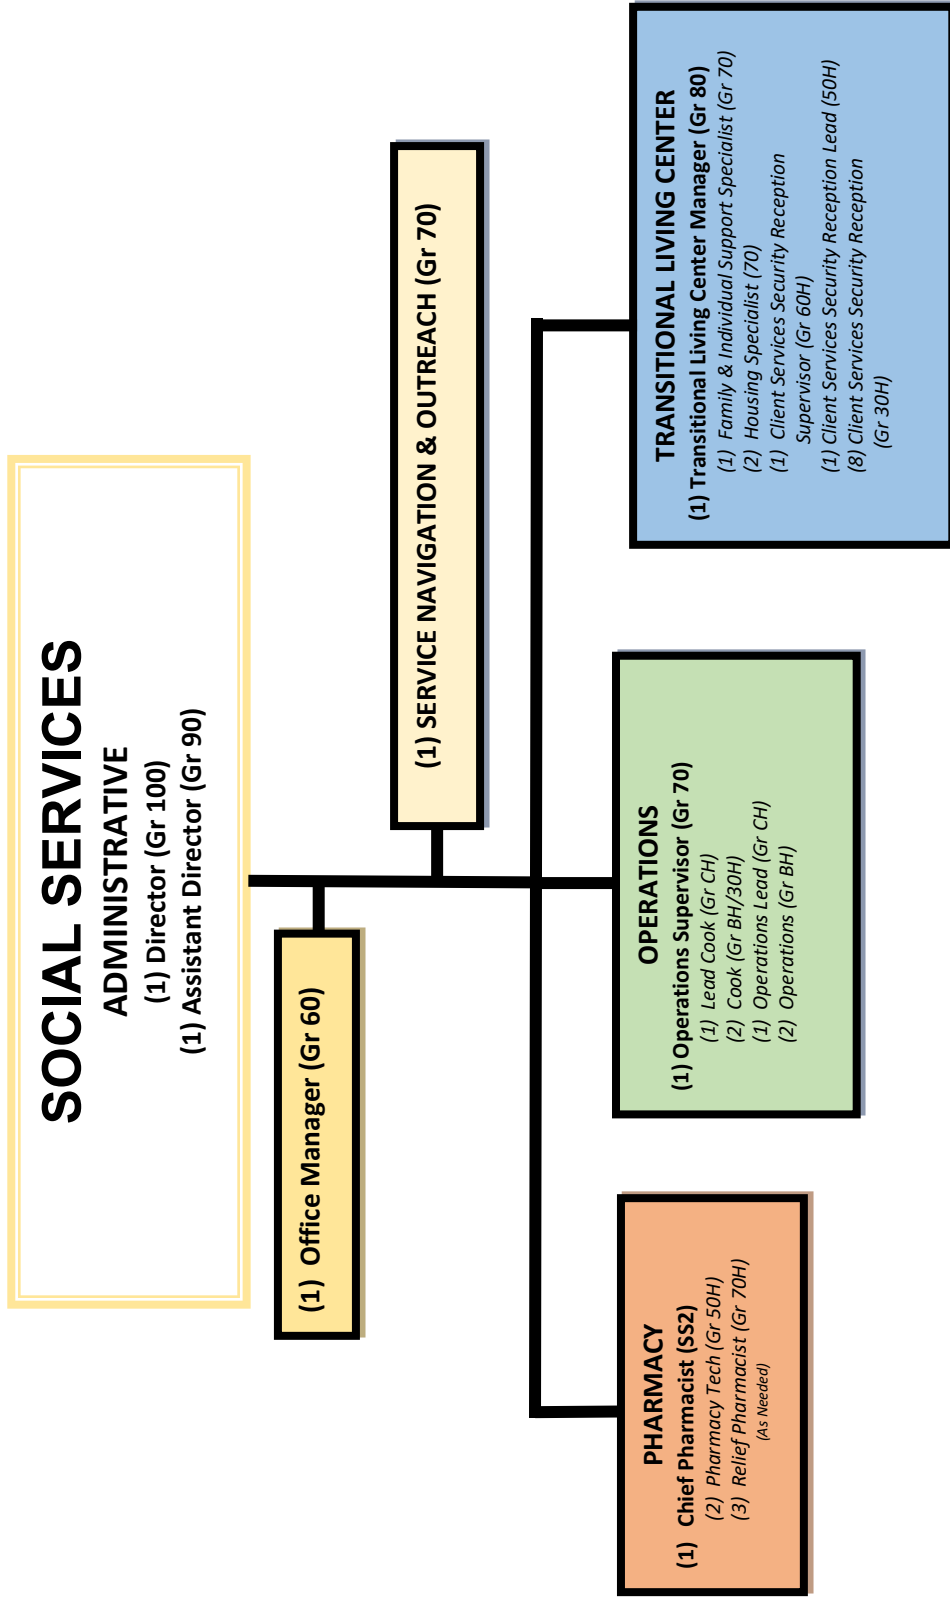 SOCIAL SERVICES
ADMINISTRATIVE
(1) Director (Gr 100)
(1) Assistant Director (Gr 90)
(1) Office Manager (Gr 60)
(1) SERVICE NAVIGATION & OUTREACH (Gr 70)
PHARMACY
(1) Chief Pharmacist (SS2)
(2) Pharmacy Tech (Gr 50H)
(3) Relief Pharmacist (Gr 70H)
(As Needed)
OPERATIONS
(1) Operations Supervisor (Gr 70)
(1) Lead Cook (Gr CH)
(2) Cook (Gr BH/30H)
(1) Operations Lead (Gr CH)
(2) Operations (Gr BH)
TRANSITIONAL LIVING CENTER
(1) Transitional Living Center Manager (Gr 80)
(1) Family & Individual Support Specialist (Gr 70)
(2) Housing Specialist (70)
(1) Client Services Security Reception
Supervisor (Gr 60H)
(1) Client Services Security Reception Lead (50H)
(8) Client Services Security Reception
(Gr 30H)